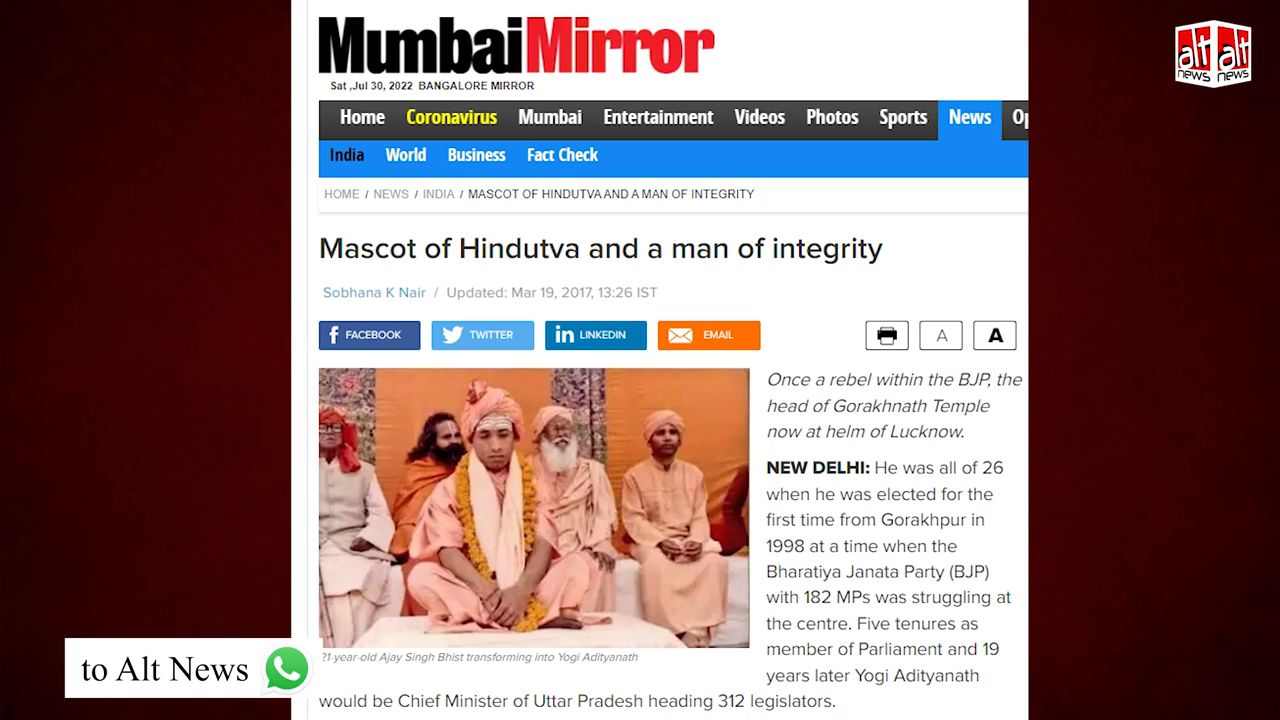 MumbaiMirror
Sat ,Jul 30, 2022 BANGALORE MIRROR
alt alt
news news
Home Coronavirus Mumbai Entertainment Videos Photos Sports News Op
India World Business Fact Check
HOME / NEWS / INDIA / MASCOT OF HINDUTVA AND A MAN OF INTEGRITY
Mascot of Hindutva and a man of integrity
Sobhana K Nair / Updated: Mar 19, 2017, 13:26 IST
f FACEBOOK TWITTER in LINKEDIN EMAIL A A
Once a rebel within the BJP, the
head of Gorakhnath Temple
now at helm of Lucknow.
NEW DELHI: He was all of 26
when he was elected for the
first time from Gorakhpur in
1998 at a time when the
Bharatiya Janata Party (BJP)
with 182 MPs was struggling at
the centre. Five tenures as
member of Parliament and 19
years later Yogi Adityanath
would be Chief Minister of Uttar Pradesh heading 312 legislators.
21-year-old Ajay Singh Bhist transforming into Yogi Adityanath
to Alt News